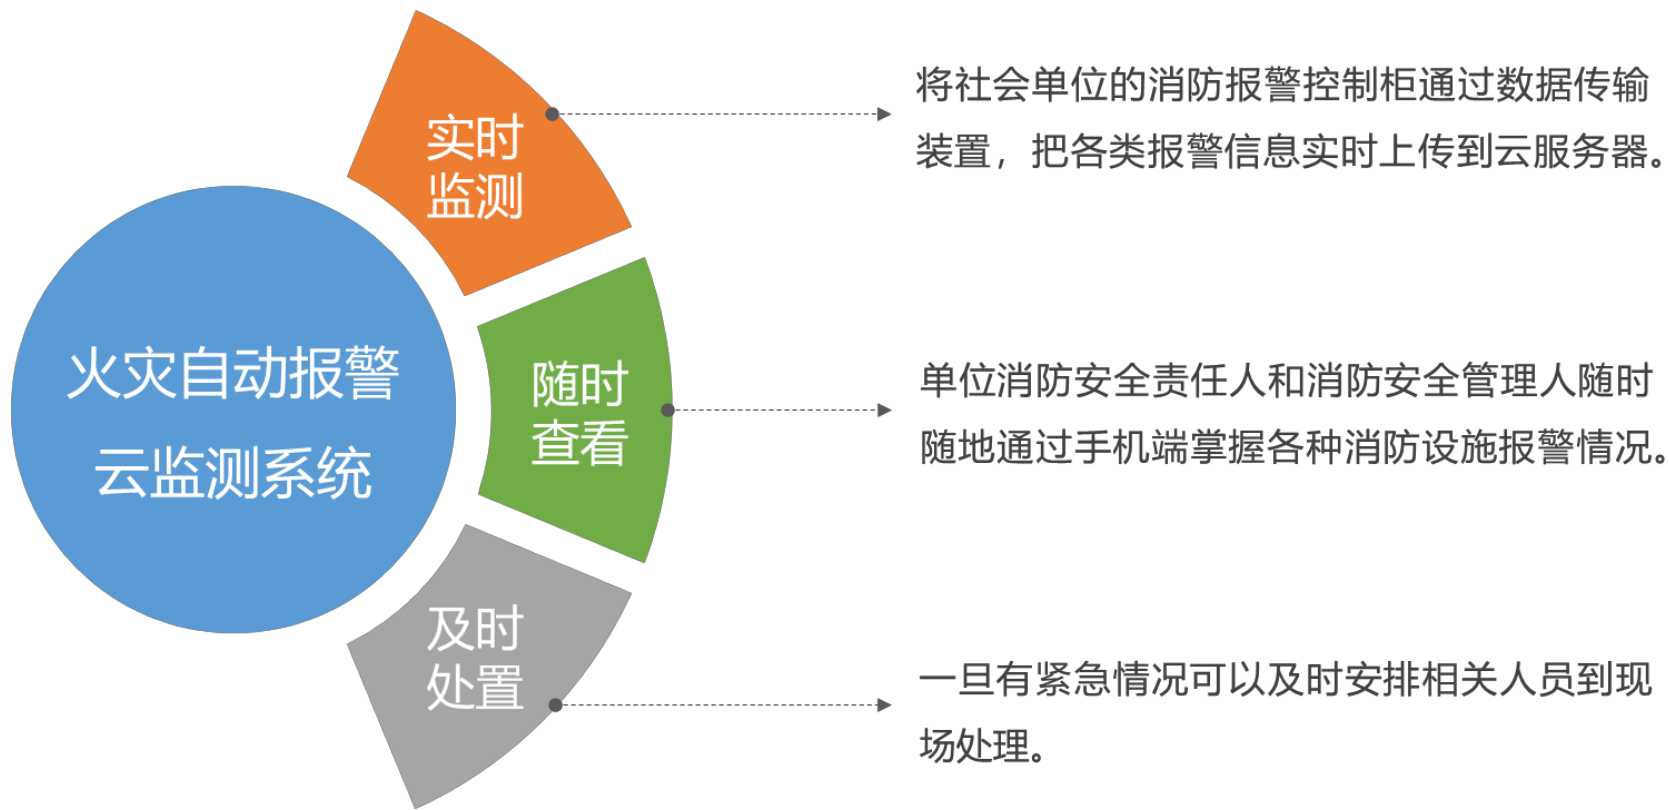 火灾自动报警
云监测系统
实时
监测
将社会单位的消防报警控制柜通过数据传输
装置，把各类报警信息实时上传到云服务器。
随时
查看
单位消防安全责任人和消防安全管理人随时
随地通过手机端掌握各种消防设施报警情况。
及时
处置
一旦有紧急情况可以及时安排相关人员到现
场处理。